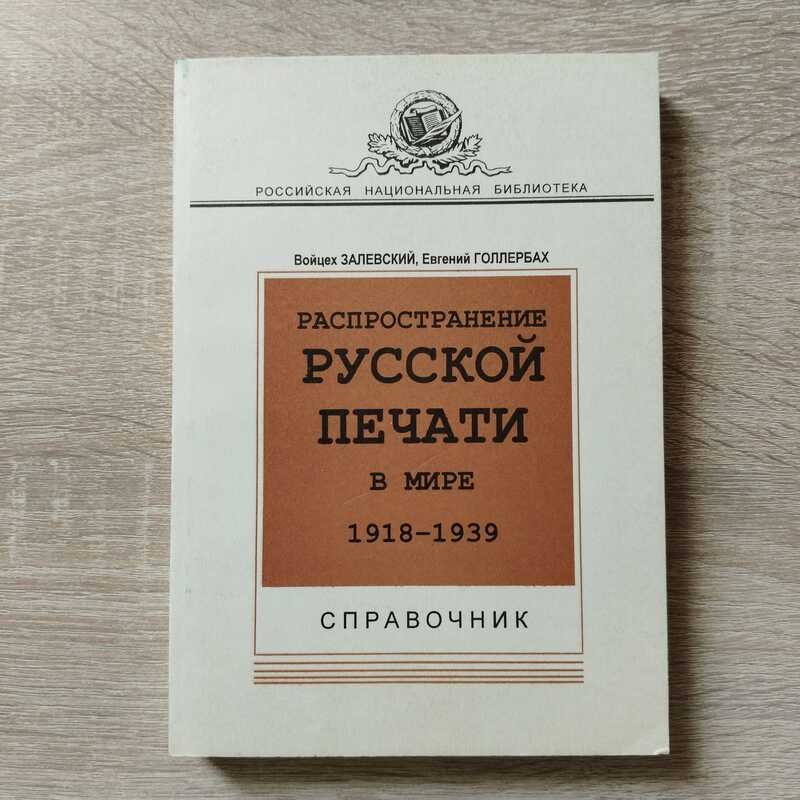 РОССИЙСКАЯ НАЦИОНАЛЬНАЯ БИБЛИОТЕКА
Войцех ЗАЛЕВСКИЙ, Евгений ГОЛЛЕРБАХ
РАСПРОСТРАНЕНИЕ
РУССКОЙ
ПЕЧАТИ
В МИРЕ
1918–1939
СПРАВОЧНИК